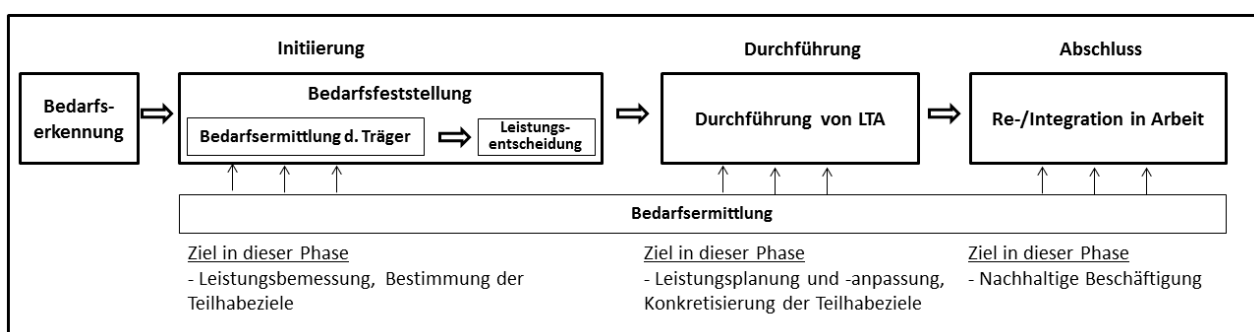 Initiierung
Durchführung
Abschluss
Bedarfs-
erkennung
Bedarfsfeststellung
Bedarfsermittlung d. Träger
Leistungs-
entscheidung
Durchführung von LTA
Re-/Integration in Arbeit
Bedarfsermittlung
Ziel in dieser Phase
- Leistungsbemessung, Bestimmung der
Teilhabeziele
Ziel in dieser Phase
- Leistungsplanung und -anpassung,
Konkretisierung der Teilhabeziele
Ziel in dieser Phase
- Nachhaltige Beschäftigung